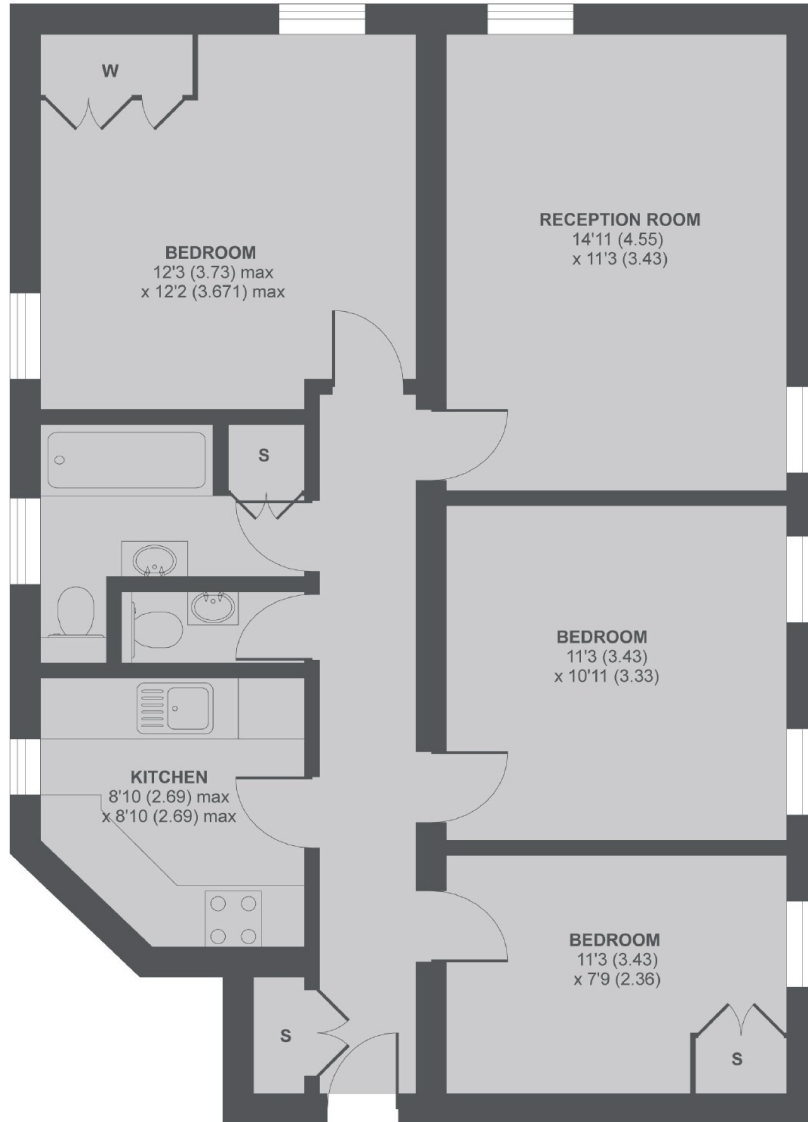 W
BEDROOM
12'3 (3.73) max
x 12'2 (3.671) max
RECEPTION ROOM
14'11 (4.55)
x 11'3 (3.43)
S
BEDROOM
11'3 (3.43)
x 10'11 (3.33)
KITCHEN
8'10 (2.69) max
x 8'10 (2.69) max
BEDROOM
11'3 (3.43)
x 7'9 (2.36)
S
S